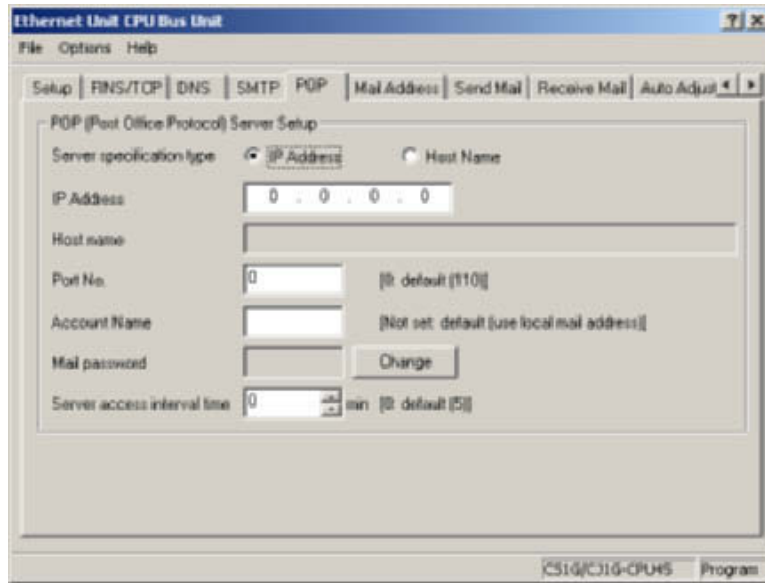 Ethernet Unit CPU Bus Unit
File Options Help
Setup FINS/TCP DNS SMTP POP Mail Address Send Mail Receive Mail Auto Adjust
POP (Post Office Protocol) Server Setup
Server specification type IP Address Host Name
IP Address 0 . 0 . 0 . 0
Host name
Port No. 0 [0: default (110)]
Account Name [Not set: default (use local mail address)]
Mail password Change
Server access interval time 0 min [0: default (5)]
CS1G/CJ1G-CPU45 Program